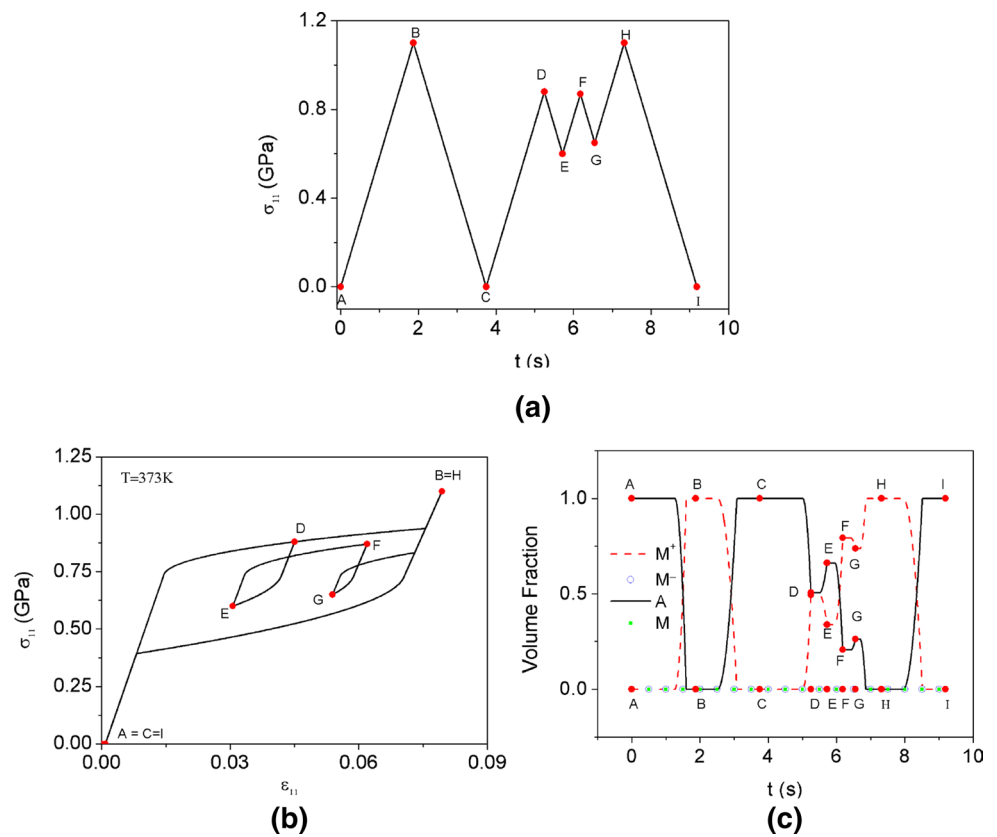 1.2
0.8
0.4
0.0
σ₁₁ (GPa)
A
B
C
D
E
F
G
H
I
0 2 4 6 8 10
t (s)
(a)
1.25
1.00
0.75
0.50
0.25
0.00
σ₁₁ (GPa)
T=373K
B=H
D
F
E
G
A = C=I
0.00 0.03 0.06 0.09
ε₁₁
(b)
1.0
0.5
0.0
Volume Fraction
A B C H I
M⁺
M⁻
A
M
D
E
E
F
G
F
G
A B C D E F G H I
0 2 4 6 8 10
t (s)
(c)